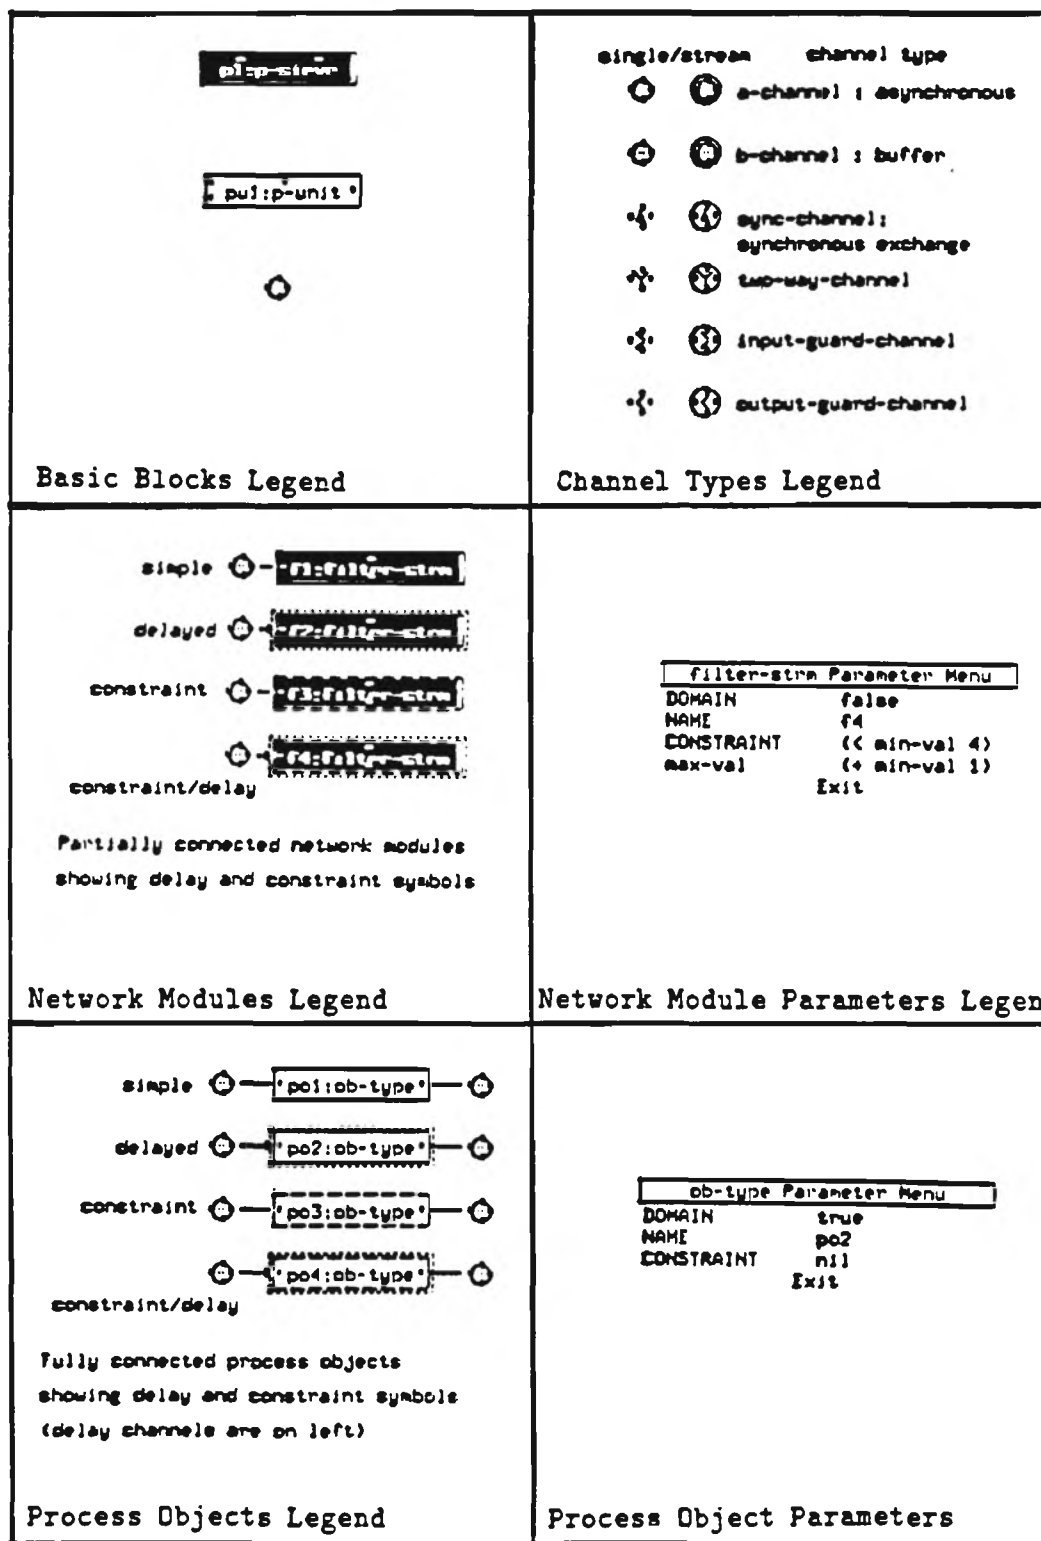 pu1:p-unit
Basic Blocks Legend
single/stream channel type
a-channel : asynchronous
b-channel : buffer
sync-channel:
synchronous exchange
two-way-channel
input-guard-channel
output-guard-channel
Channel Types Legend
simple f1:filter-strm
delayed f2:filter-strm
constraint f3:filter-strm
f4:filter-strm
constraint/delay
Partially connected network modules
showing delay and constraint symbols
Network Modules Legend
filter-strm Parameter Menu
DOMAIN false
NAME f4
CONSTRAINT (< min-val 4)
max-val (+ min-val 1)
Exit
Network Module Parameters Legen
simple po1:ob-type
delayed po2:ob-type
constraint po3:ob-type
po4:ob-type
constraint/delay
Fully connected process objects
showing delay and constraint symbols
(delay channels are on left)
Process Objects Legend
ob-type Parameter Menu
DOMAIN true
NAME po2
CONSTRAINT nil
Exit
Process Object Parameters